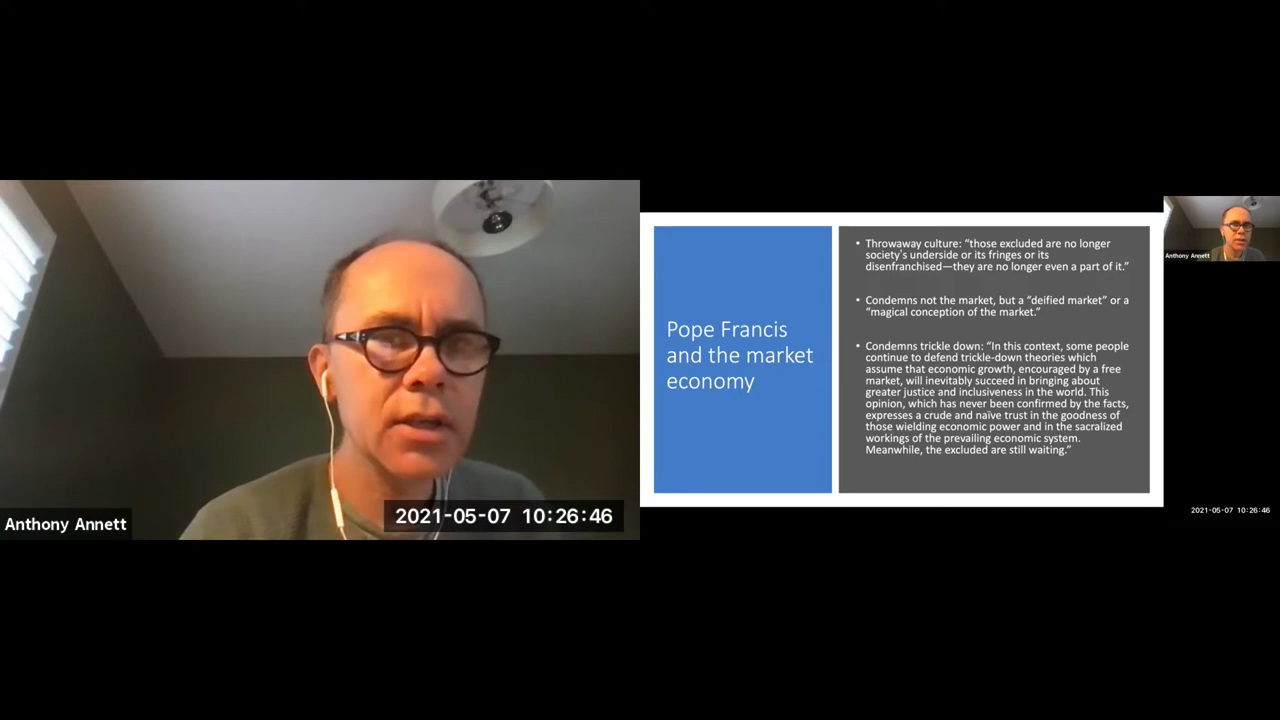 Anthony Annett
2021-05-07 10:26:46
Pope Francis
and the market
economy
• Throwaway culture: “those excluded are no longer
society's underside or its fringes or its
disenfranchised—they are no longer even a part of it.”
• Condemns not the market, but a “deified market” or a
“magical conception of the market.”
• Condemns trickle down: “In this context, some people
continue to defend trickle-down theories which
assume that economic growth, encouraged by a free
market, will inevitably succeed in bringing about
greater justice and inclusiveness in the world. This
opinion, which has never been confirmed by the facts,
expresses a crude and naïve trust in the goodness of
those wielding economic power and in the sacralized
workings of the prevailing economic system.
Meanwhile, the excluded are still waiting.”
Anthony Annett
2021-05-07 10:26:46